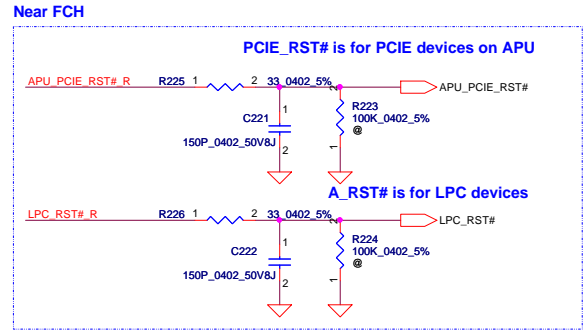 Near FCH
PCIE_RST# is for PCIE devices on APU
APU_PCIE_RST#_R R225 1 2 33_0402_5% 2 APU_PCIE_RST#
C221 1 R223
100K_0402_5%
150P_0402_50V8J 2 1 @
A_RST# is for LPC devices
LPC_RST#_R R226 1 2 33_0402_5% 2 LPC_RST#
C222 1 R224
100K_0402_5%
150P_0402_50V8J 2 1 @